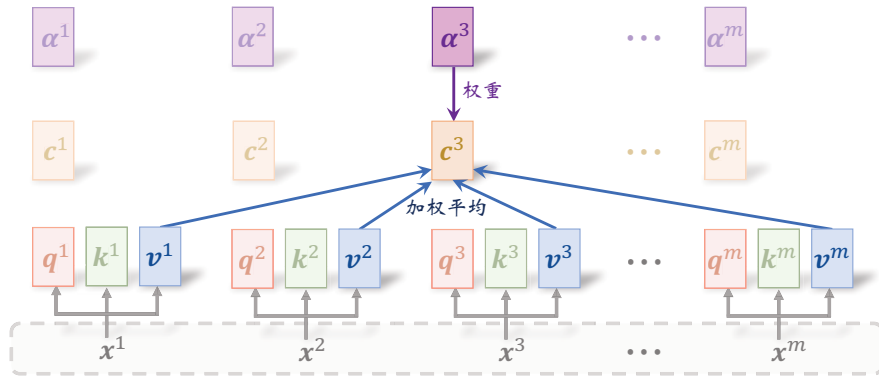 α¹ α² α³ ··· αᵐ
权重
c¹ c² c³ ··· cᵐ
加权平均
q¹ k¹ v¹ q² k² v² q³ k³ v³ ··· qᵐ kᵐ vᵐ
x¹ x² x³ ··· xᵐ